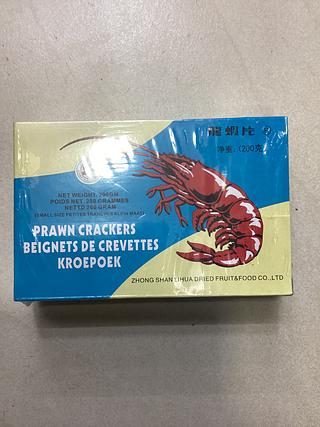 龍蝦片 ®
净重:(200克)
NET WEIGHT. 200GM
POIDS NET. 200 GRAMMES
NETTO 200 GRAM
(SMALL SIZE PETITES TRANCHES KLEIN MAAT)
PRAWN CRACKERS
BEIGNETS DE CREVETTES
KROEPOEK
ZHONG SHAN LIHUA DRIED FRUIT&FOOD CO.,LTD